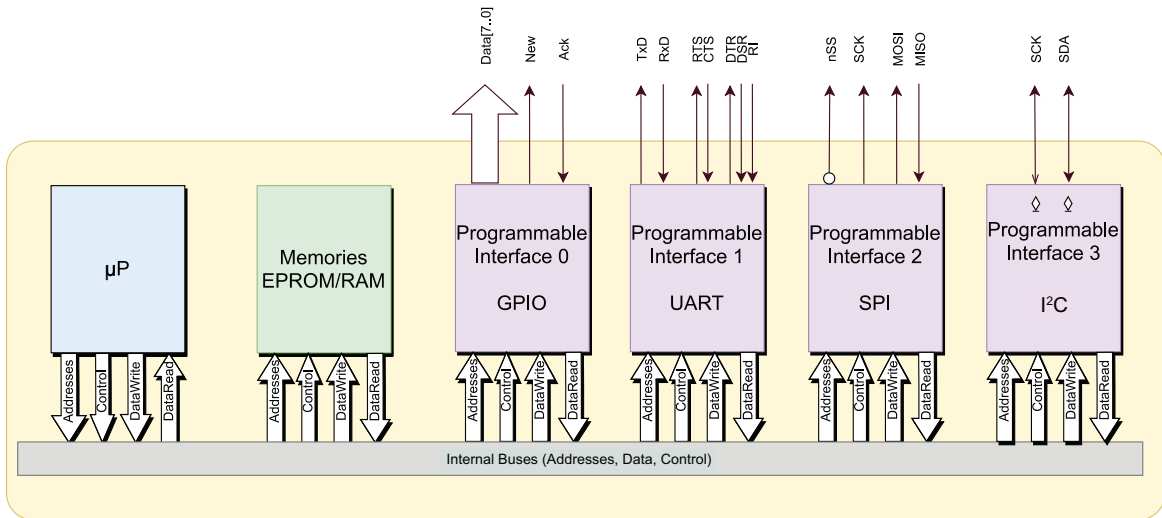 Data[7..0]
New
Ack
TxD
RxD
RTS
CTS
DTR
DSR
RI
nSS
SCK
MOSI
MISO
SCK
SDA
µP
Memories
EPROM/RAM
Programmable
Interface 0
GPIO
Programmable
Interface 1
UART
Programmable
Interface 2
SPI
Programmable
Interface 3
I²C
Addresses
Control
DataWrite
DataRead
Addresses
Control
DataWrite
DataRead
Addresses
Control
DataWrite
DataRead
Addresses
Control
DataWrite
DataRead
Addresses
Control
DataWrite
DataRead
Addresses
Control
DataWrite
DataRead
Internal Buses (Addresses, Data, Control)